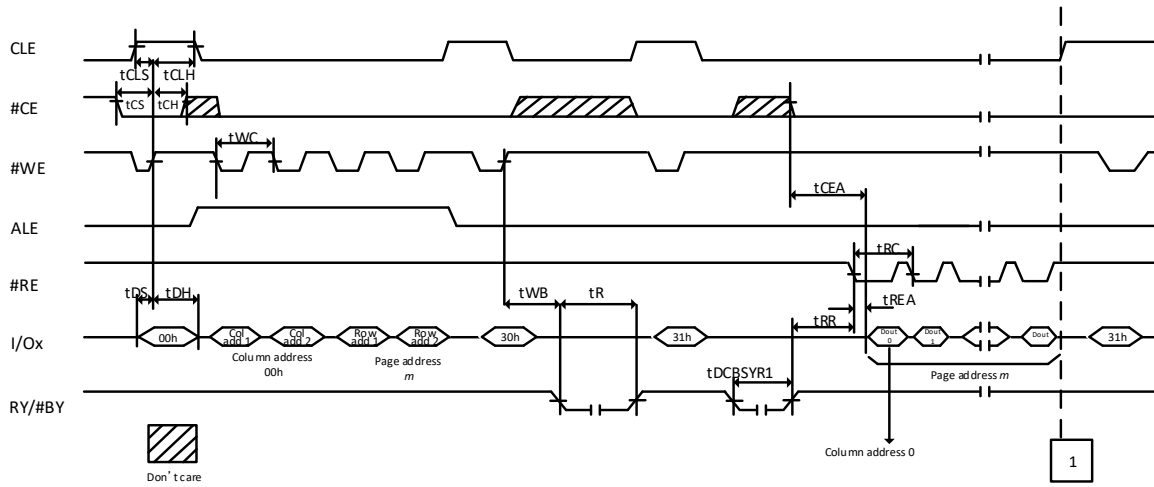 CLE
tCLS tCLH
#CE
tCS tCH
tWC
#WE
tCEA
ALE
tRC
#RE
tDS tDH
tWB tR
tREA
tRR
I/Ox
00h
Col add 1
Col add 2
Row add 1
Row add 2
30h
31h
Dout 0
Dout 1
Dout
31h
Column address
00h
Page address
m
tDCBSYR1
Page address m
RY/#BY
Column address 0
1
Don't care